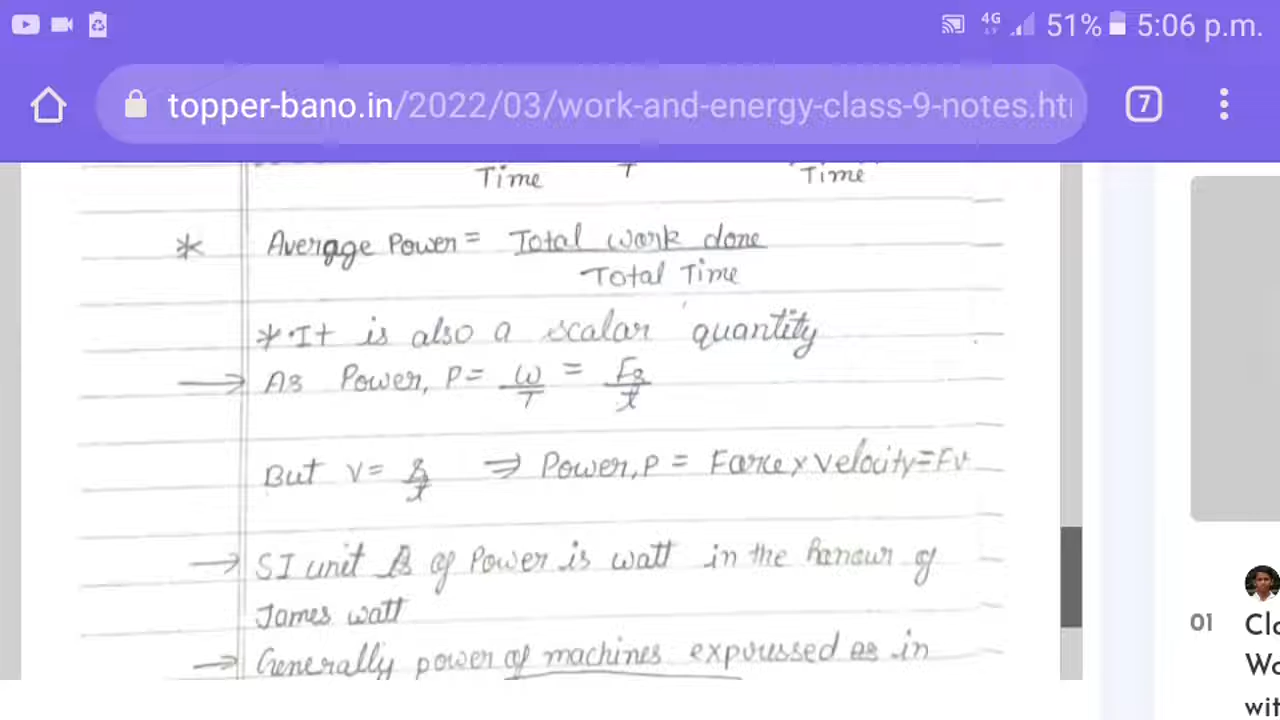 4G 51% 5:06 p.m.
topper-bano.in/2022/03/work-and-energy-class-9-notes.ht
7
Time T Time
* Average Power = Total work done
Total Time
* It is also a scalar quantity
→ As Power, P = W/T = Fs/t
But V = s/t ⇒ Power, P = Force x Velocity = Fv
→ SI unit of Power is watt in the honour of
James watt
→ Generally power of machines expressed as in
01
Cl
Wo
wit